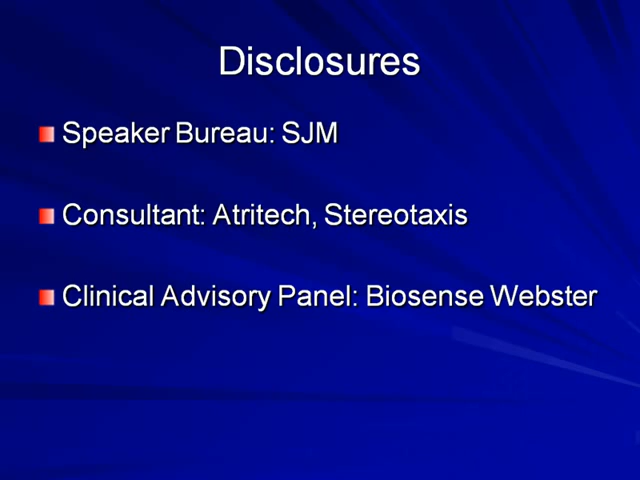 Disclosures
Speaker Bureau: SJM
Consultant: Atritech, Stereotaxis
Clinical Advisory Panel: Biosense Webster